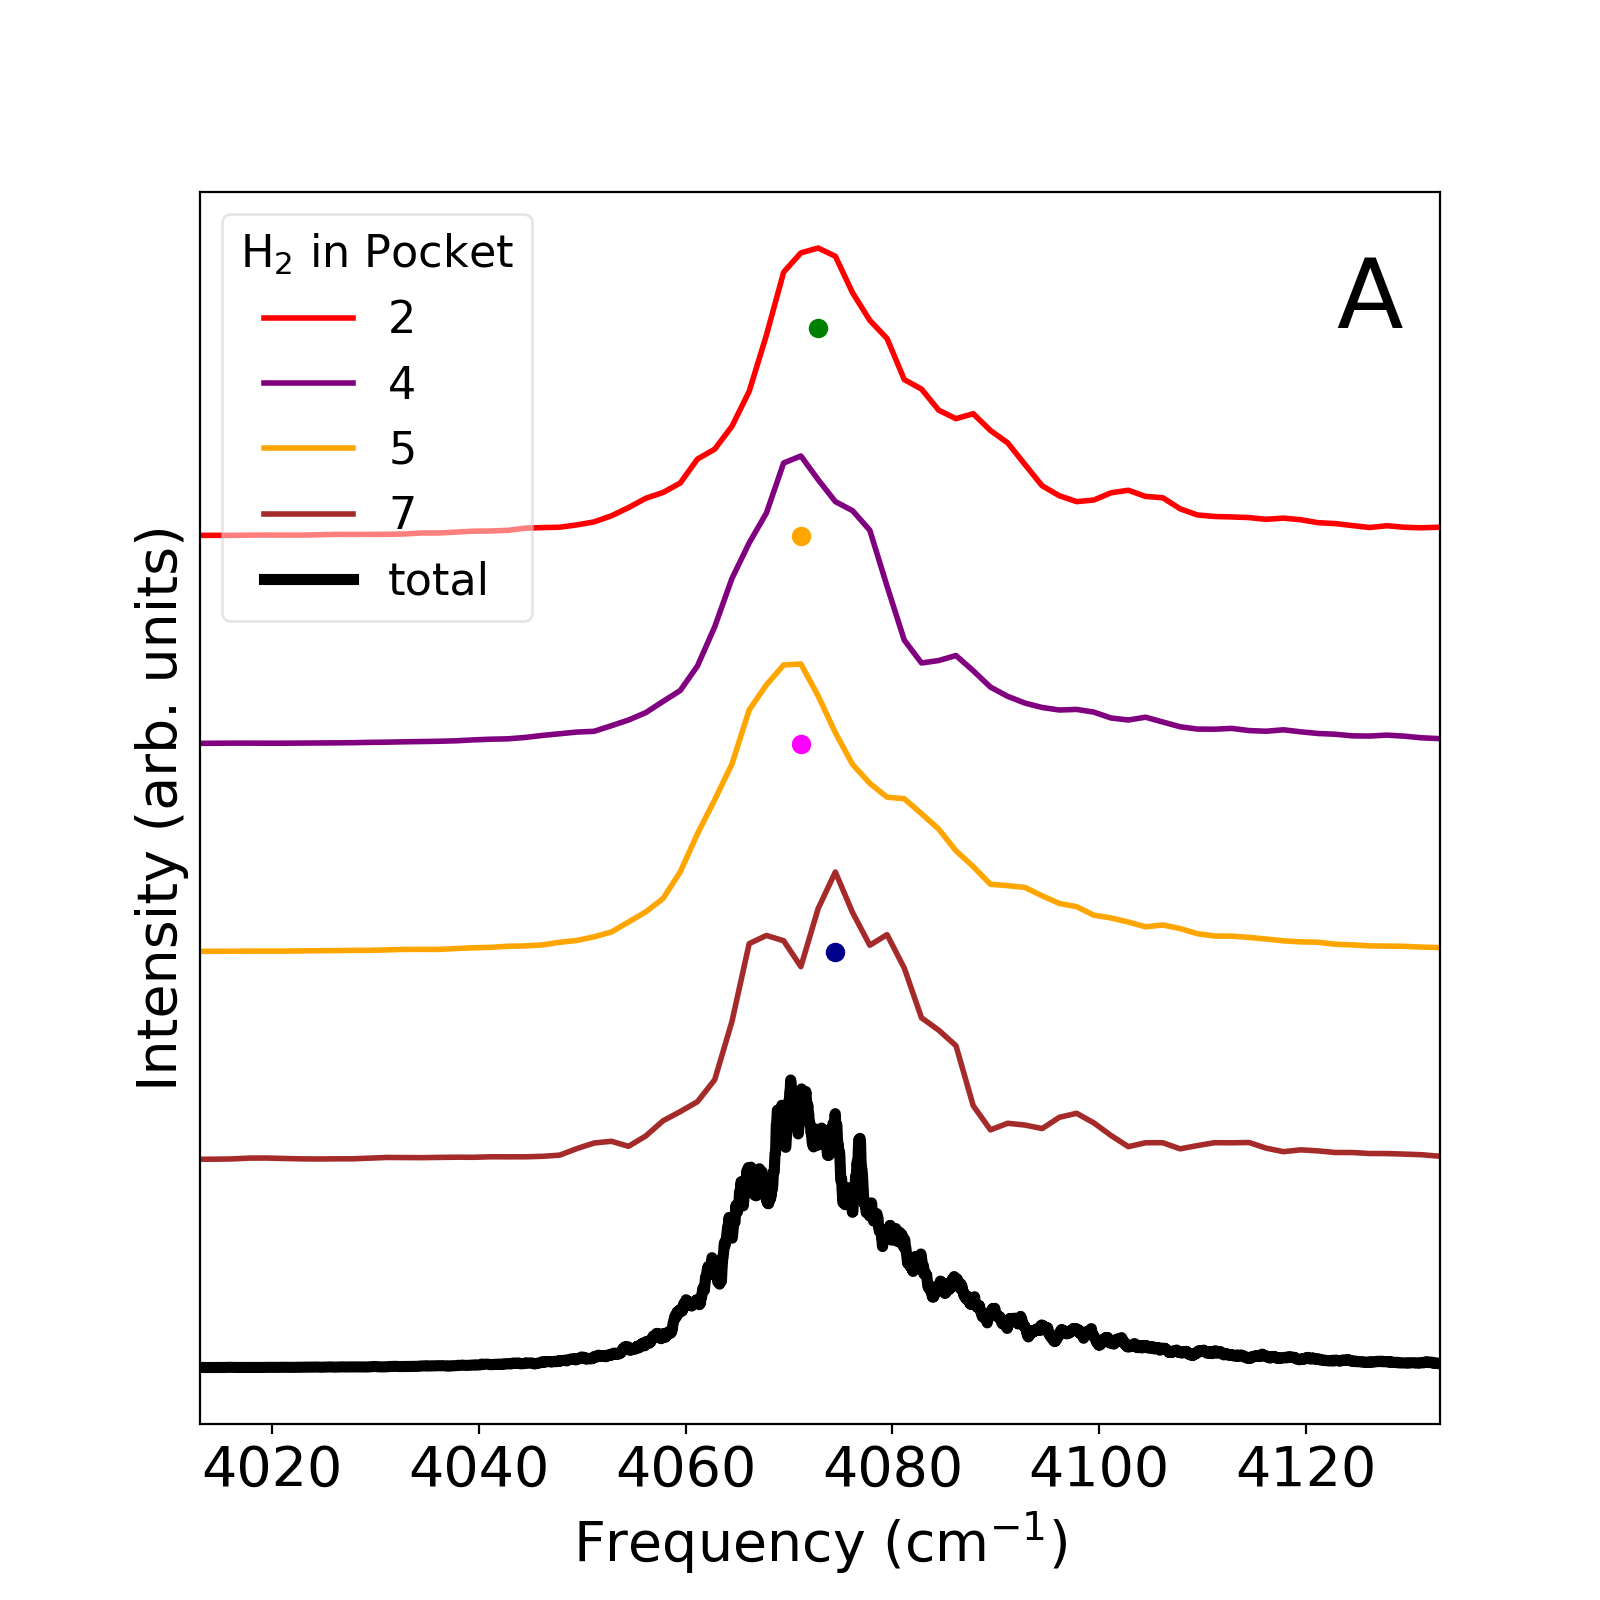 H₂ in Pocket
2
4
5
7
total
A
Intensity (arb. units)
4020 4040 4060 4080 4100 4120
Frequency (cm⁻¹)